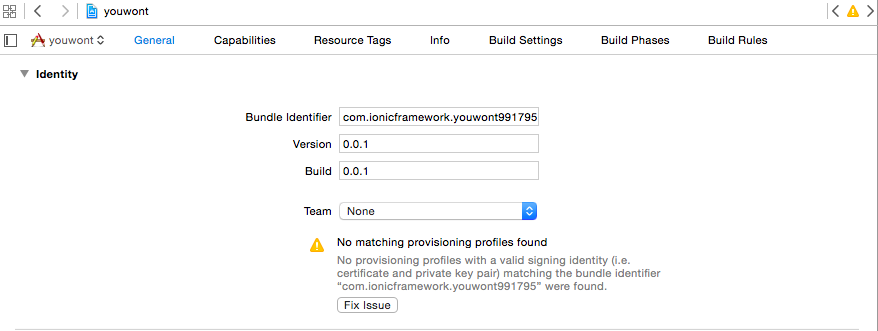 youwont
youwont General Capabilities Resource Tags Info Build Settings Build Phases Build Rules
Identity
Bundle Identifier com.ionicframework.youwont991795
Version 0.0.1
Build 0.0.1
Team None
No matching provisioning profiles found
No provisioning profiles with a valid signing identity (i.e.
certificate and private key pair) matching the bundle identifier
“com.ionicframework.youwont991795” were found.
Fix Issue